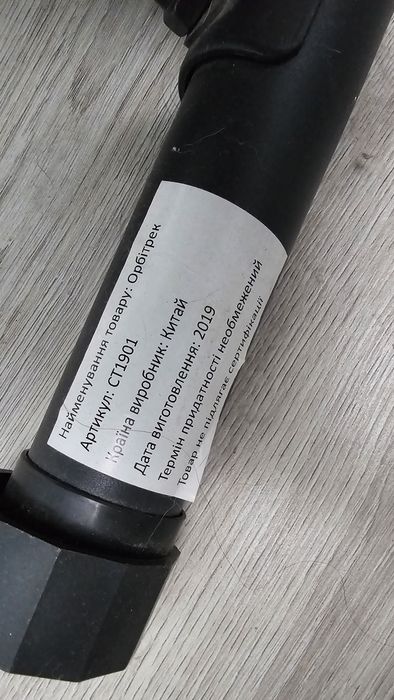 Найменування товару: Орбітрек
Артикул: CT1901
Країна виробник: Китай
Дата виготовлення: 2019
Термін придатності необмежений
Товар не підлягає сертифікації